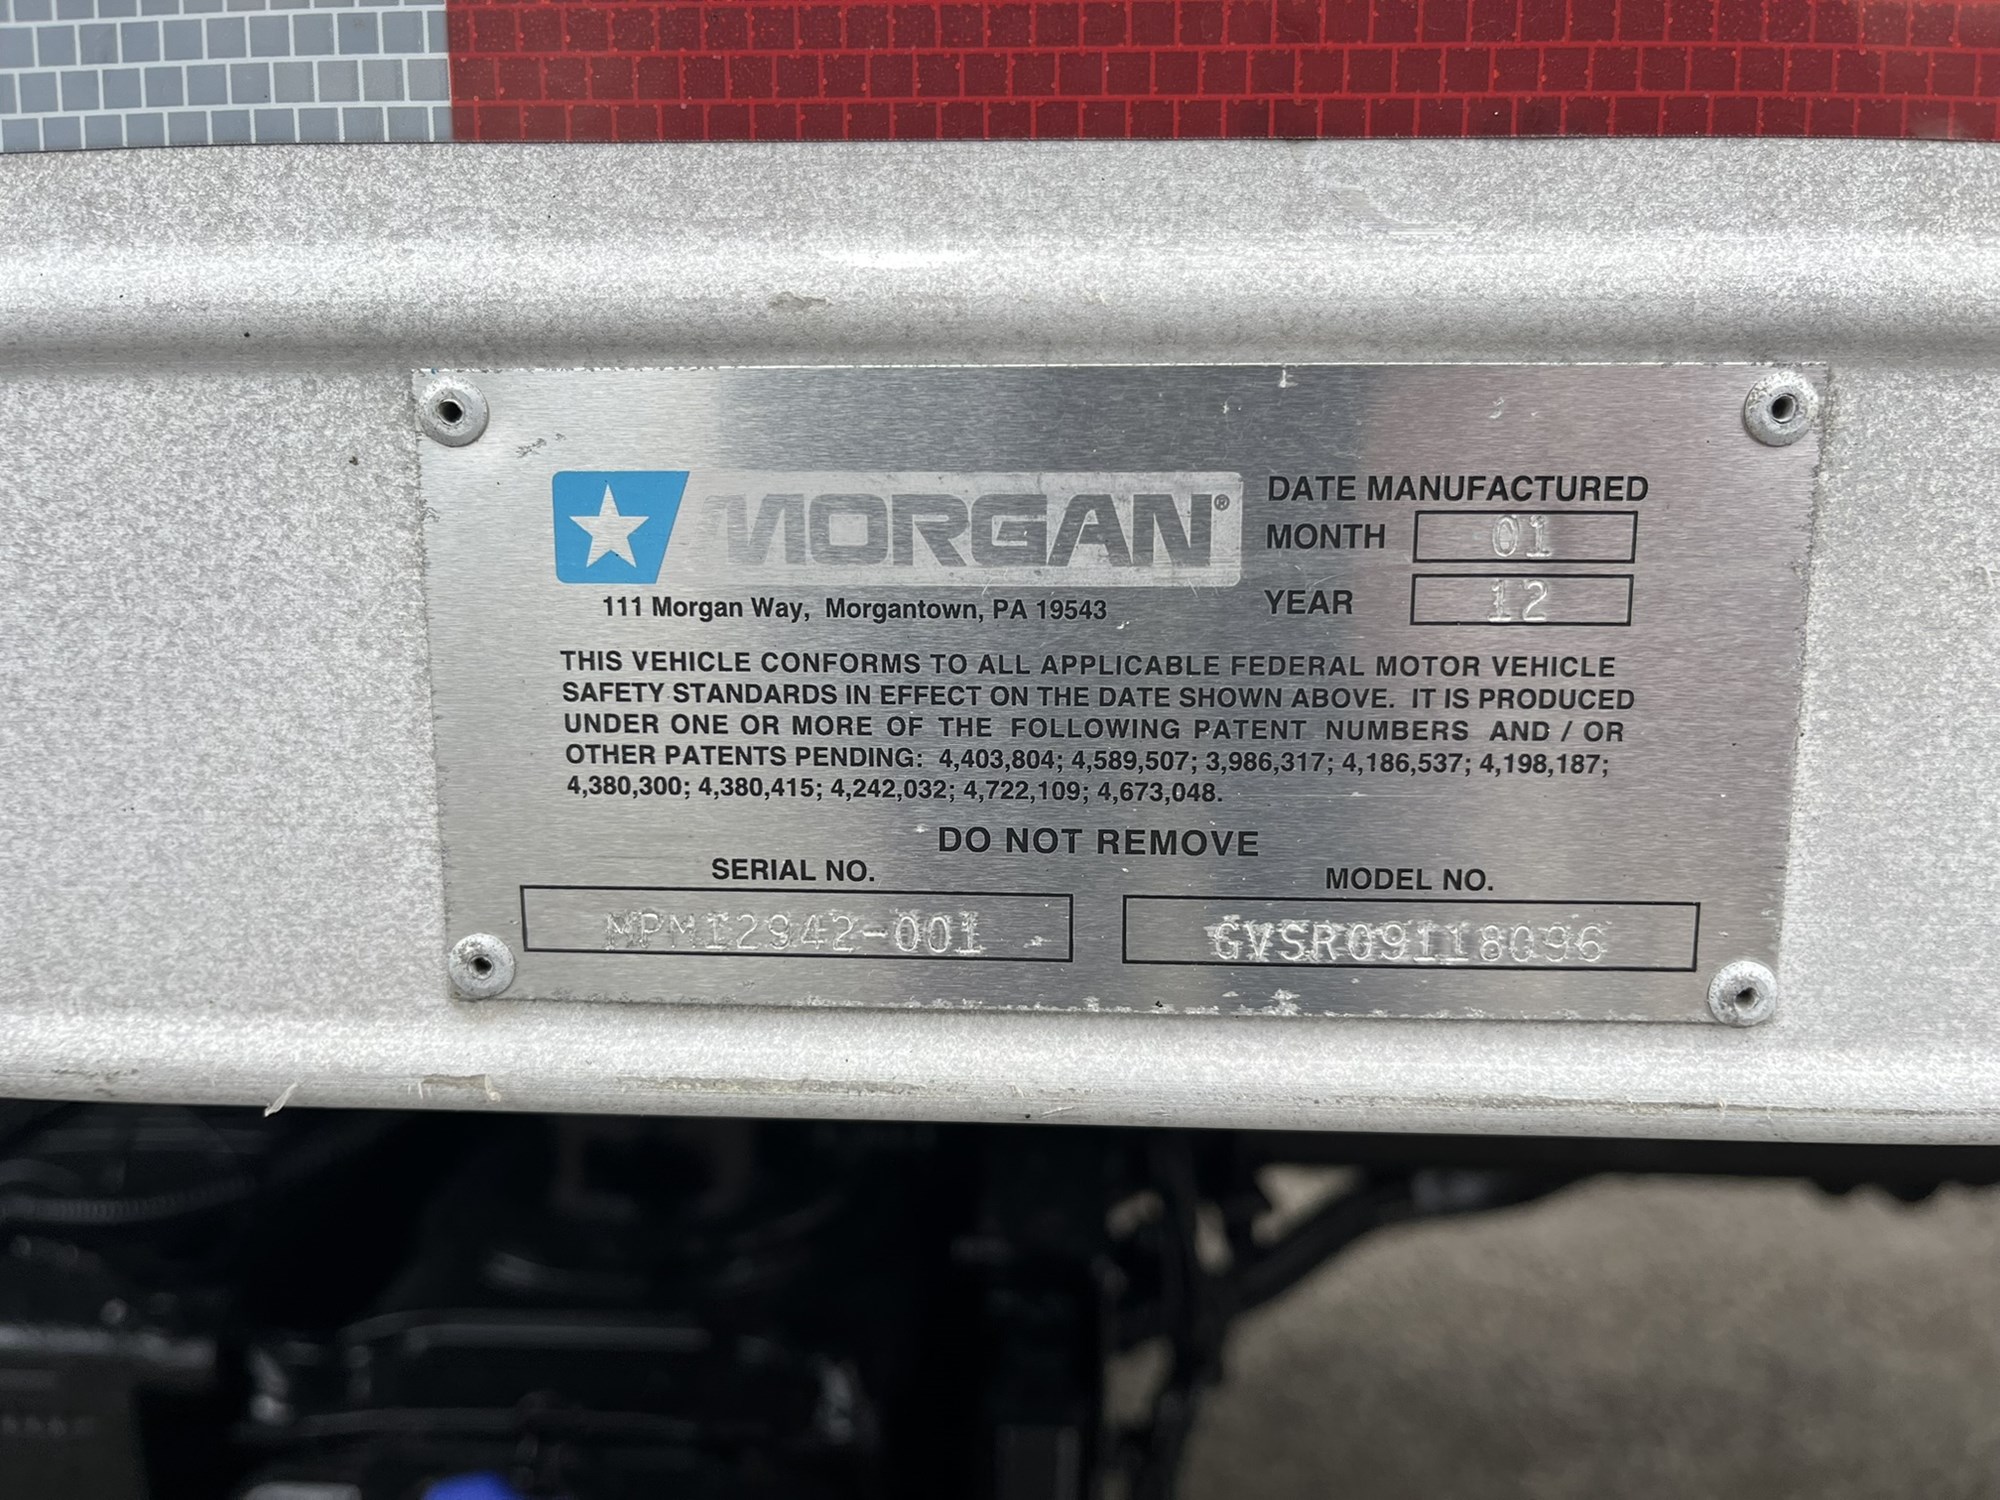 MORGAN®
DATE MANUFACTURED
MONTH 01
YEAR 12
111 Morgan Way, Morgantown, PA 19543
THIS VEHICLE CONFORMS TO ALL APPLICABLE FEDERAL MOTOR VEHICLE
SAFETY STANDARDS IN EFFECT ON THE DATE SHOWN ABOVE. IT IS PRODUCED
UNDER ONE OR MORE OF THE FOLLOWING PATENT NUMBERS AND / OR
OTHER PATENTS PENDING: 4,403,804; 4,589,507; 3,986,317; 4,186,537; 4,198,187;
4,380,300; 4,380,415; 4,242,032; 4,722,109; 4,673,048.
DO NOT REMOVE
SERIAL NO.
MODEL NO.
MPM12942-001
GVSR09118096